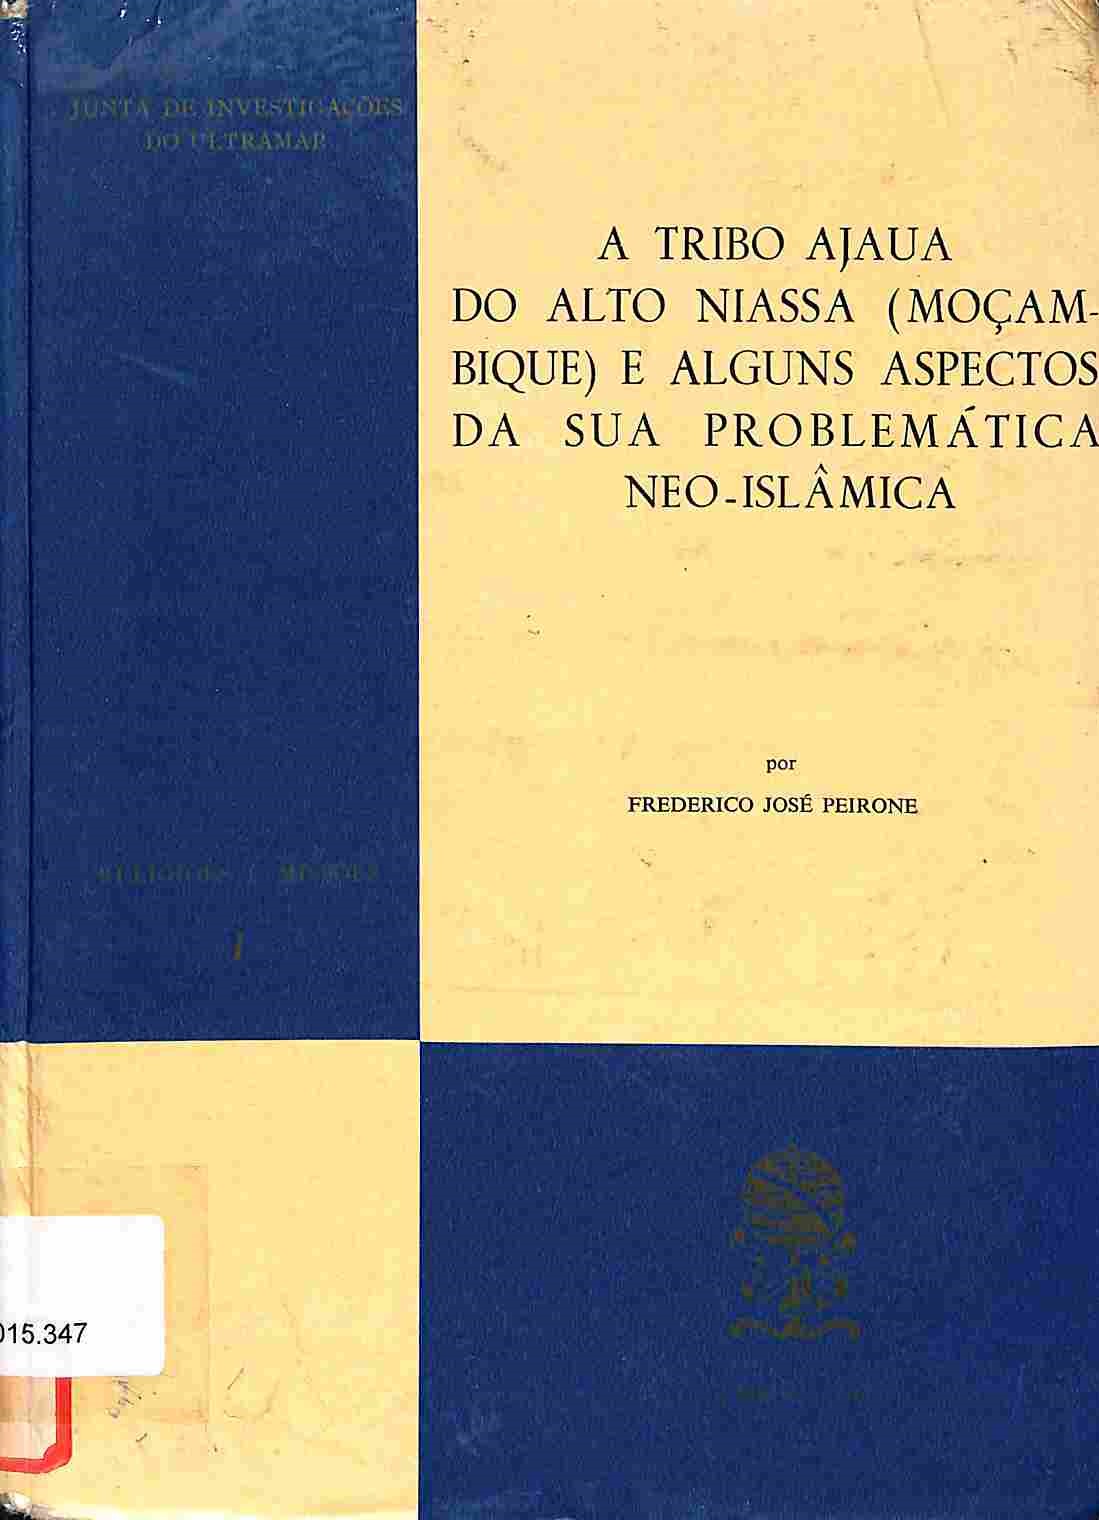 JUNTA DE INVESTIGAÇÕES
DO ULTRAMAR
A TRIBO AJAUA
DO ALTO NIASSA (MOÇAM-
BIQUE) E ALGUNS ASPECTOS
DA SUA PROBLEMÁTICA
NEO-ISLÂMICA
por
FREDERICO JOSÉ PEIRONE
015.347